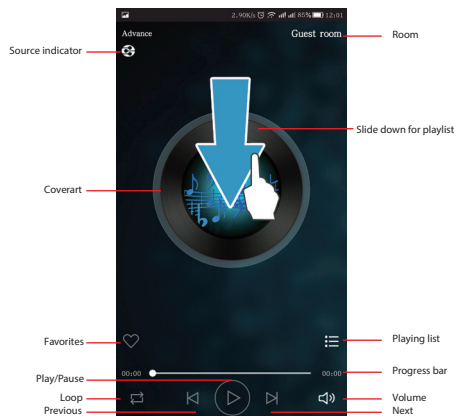 2.90K/s 65% 12:01
Advance
Guest room
Room
Source indicator
Slide down for playlist
Coverart
Favorites
Playing list
00:00
00:00
Progress bar
Play/Pause
Loop
Volume
Previous
Next